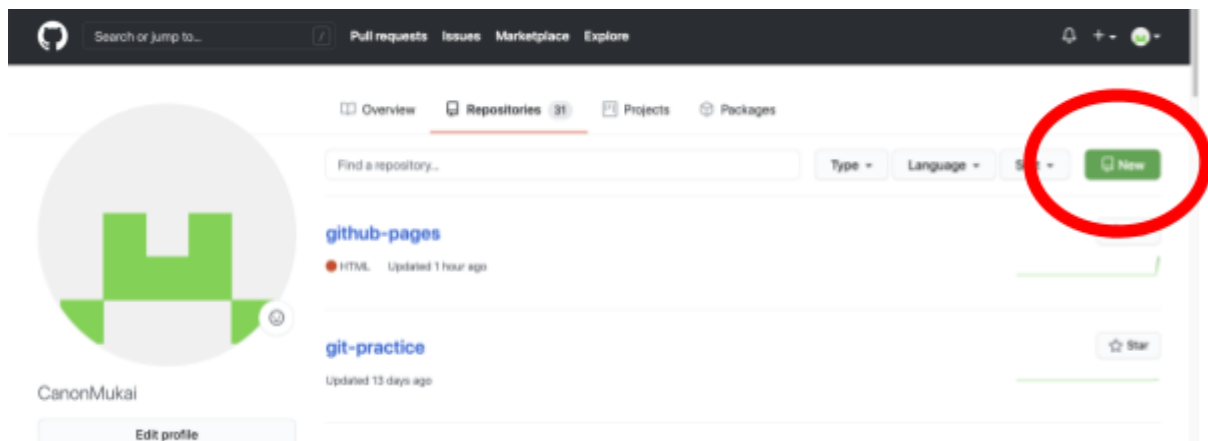 Search or jump to... / Pull requests Issues Marketplace Explore
Overview Repositories 31 Projects Packages
Find a repository... Type Language New
github-pages
HTML Updated 1 hour ago
git-practice
Star
Updated 13 days ago
CanonMukai
Edit profile